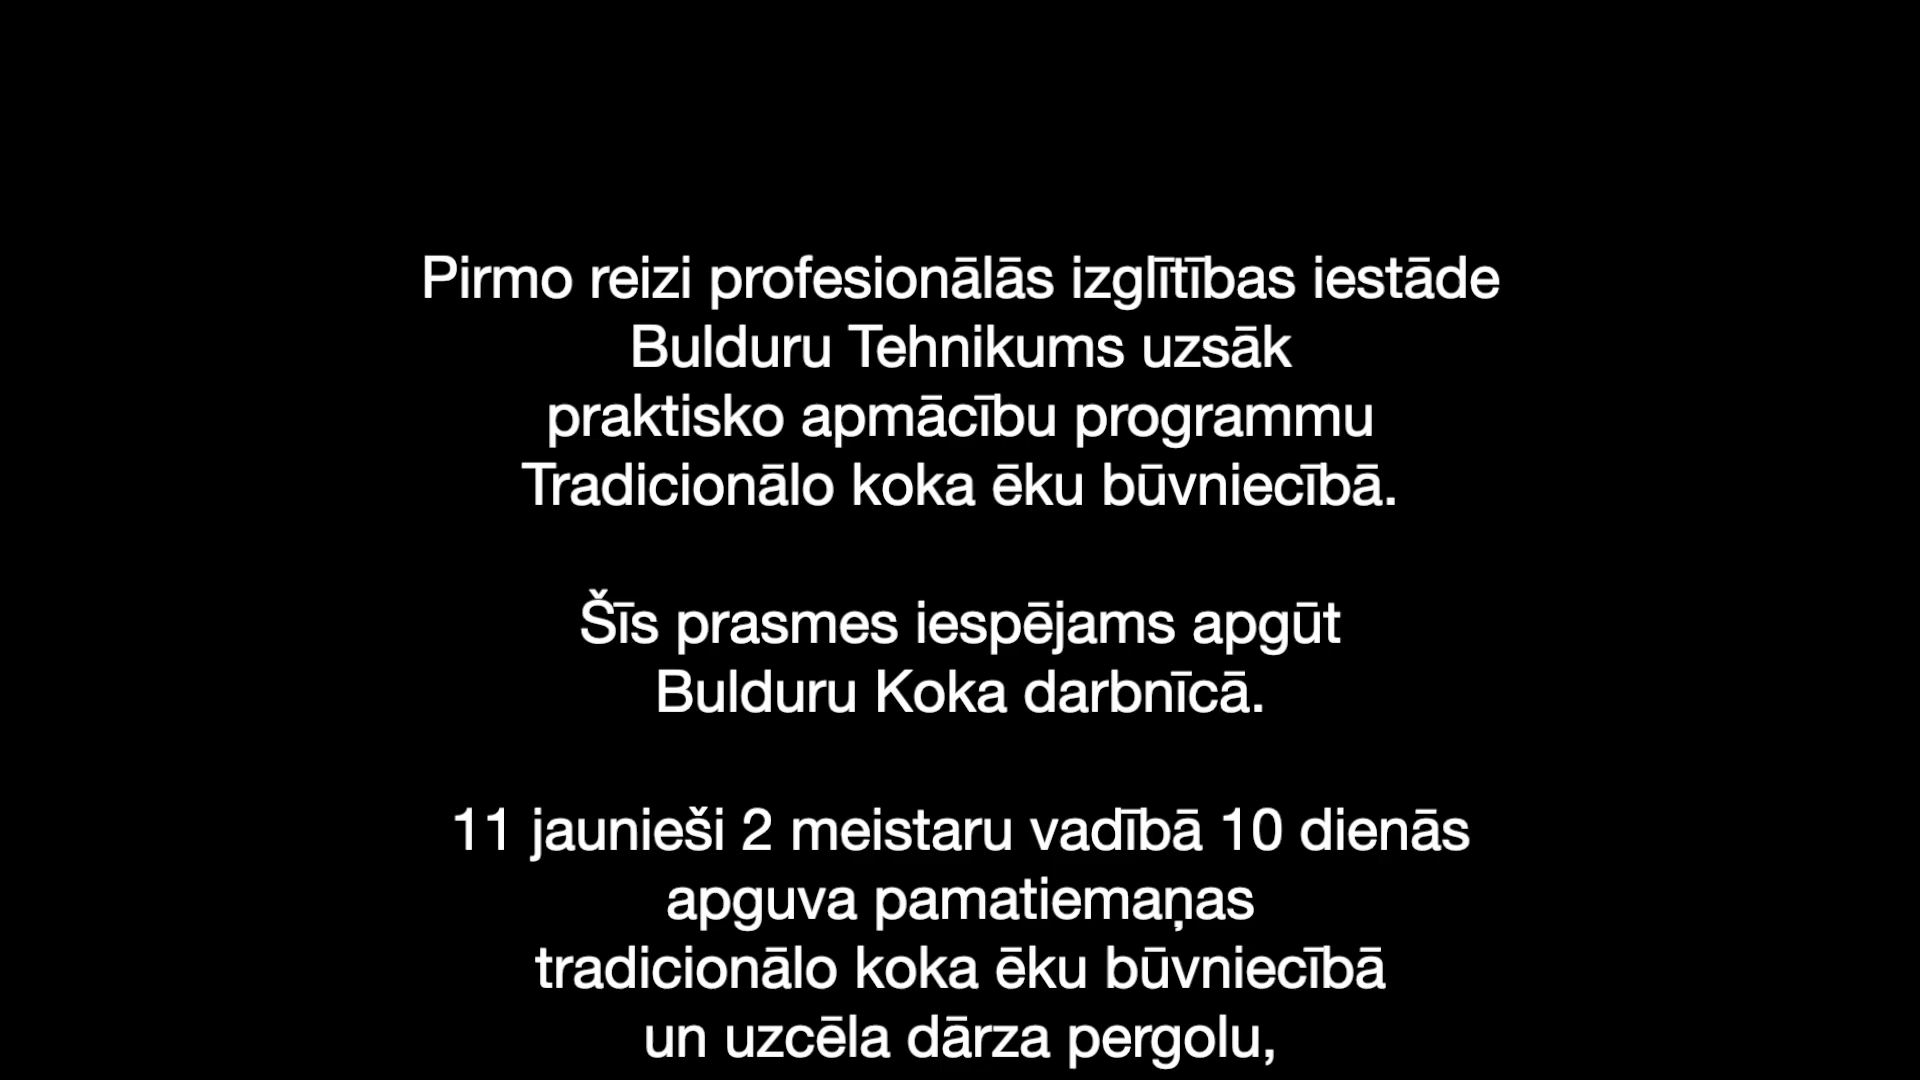 Pirmo reizi profesionālās izglītības iestāde
Bulduru Tehnikums uzsāk
praktisko apmācību programmu
Tradicionālo koka ēku būvniecībā.
Šīs prasmes iespējams apgūt
Bulduru Koka darbnīcā.
11 jaunieši 2 meistaru vadībā 10 dienās
apguva pamatiemaņas
tradicionālo koka ēku būvniecībā
un uzcēla dārza pergolu,